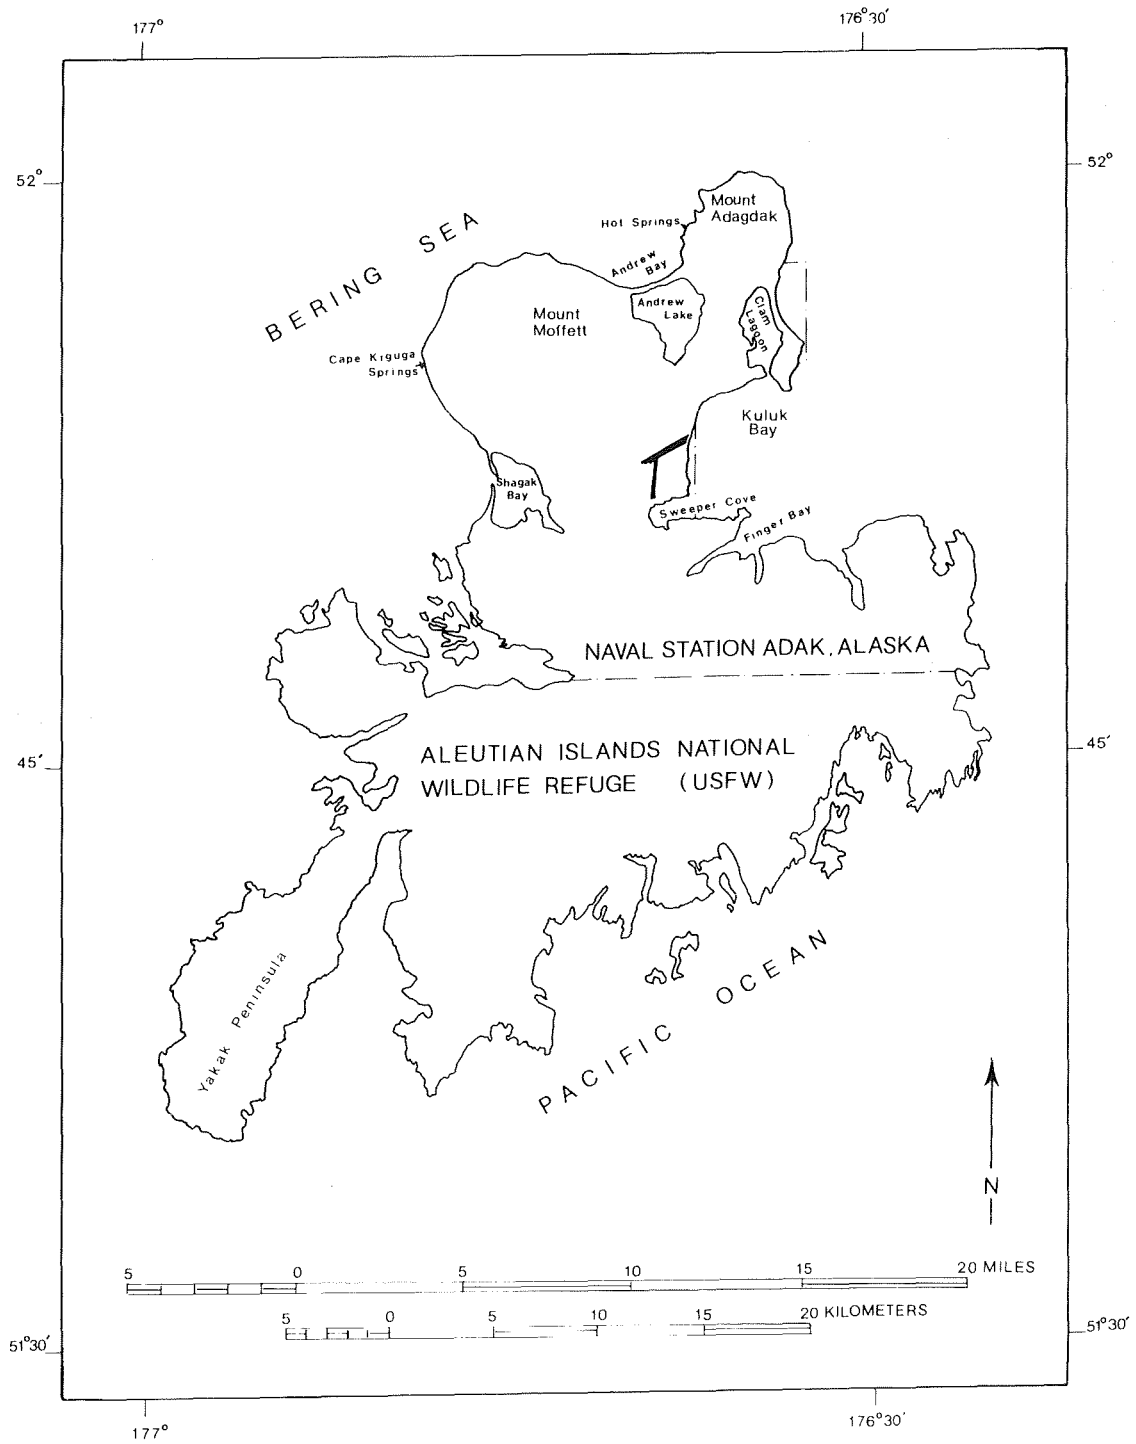 177°
176°30′
52°
52°
BERING SEA
Mount
Adagdak
Hot Springs
Andrew
Bay
Andrew
Lake
Clam
Lagoon
Mount
Moffett
Cape Kiguga
Springs
Kuluk
Bay
Shagak
Bay
Sweeper Cove
Finger Bay
NAVAL STATION ADAK, ALASKA
45′
45′
ALEUTIAN ISLANDS NATIONAL
WILDLIFE REFUGE (USFW)
Yakak Peninsula
PACIFIC OCEAN
N
5 0 5 10 15 20 MILES
5 0 5 10 15 20 KILOMETERS
51°30′
51°30′
177°
176°30′